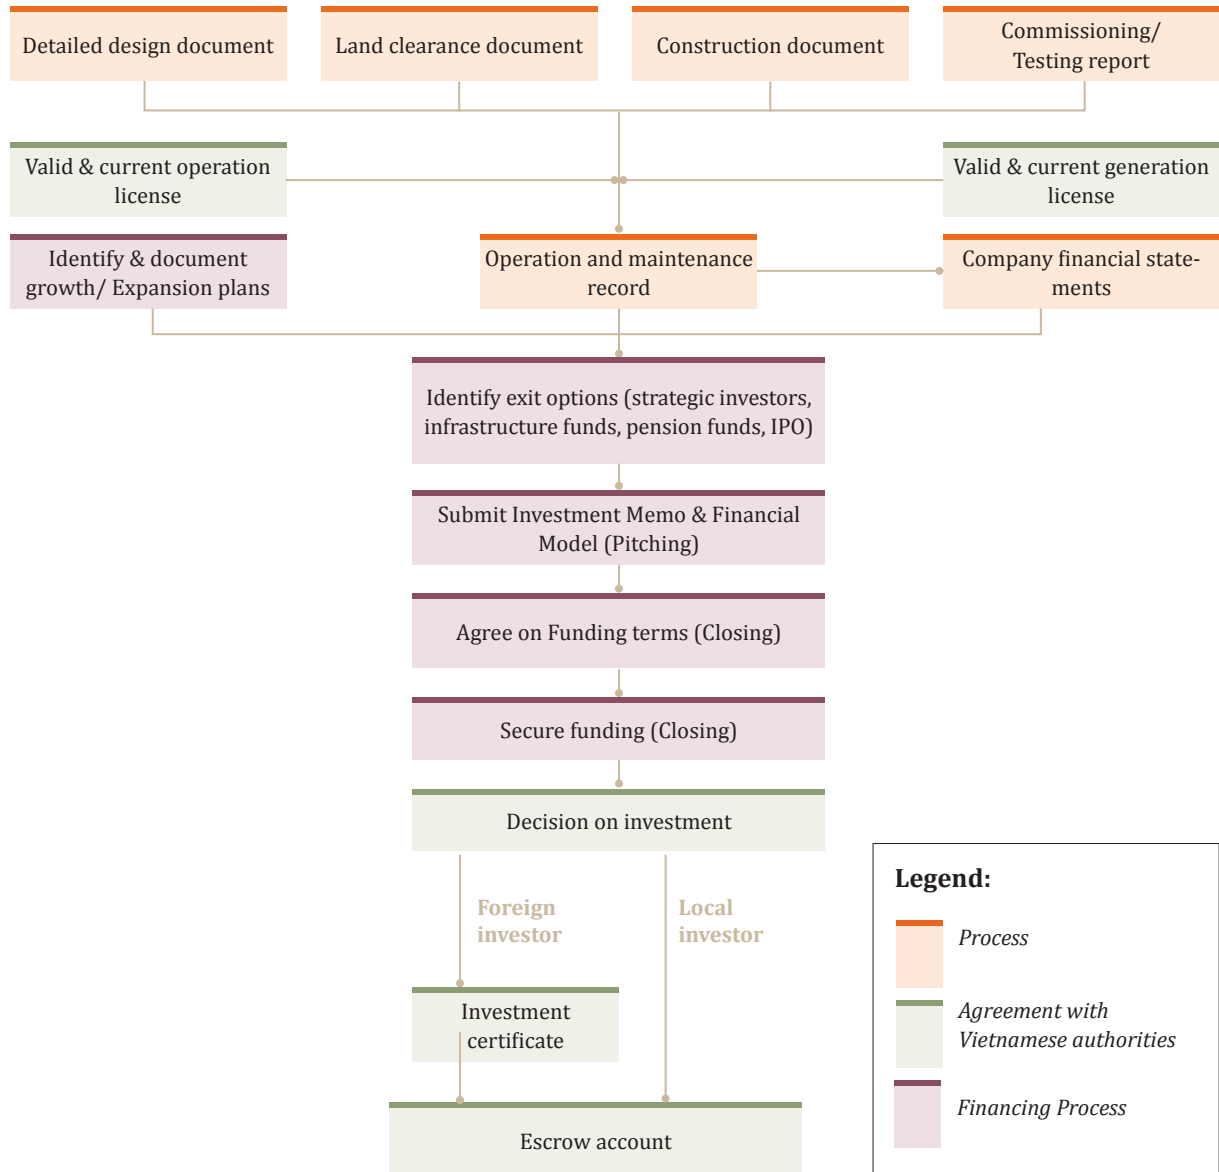 Detailed design document
Land clearance document
Construction document
Commissioning/
Testing report
Valid & current operation
license
Valid & current generation
license
Identify & document
growth/ Expansion plans
Operation and maintenance
record
Company financial state-
ments
Identify exit options (strategic investors,
infrastructure funds, pension funds, IPO)
Submit Investment Memo & Financial
Model (Pitching)
Agree on Funding terms (Closing)
Secure funding (Closing)
Decision on investment
Foreign
investor
Local
investor
Investment
certificate
Escrow account
Legend:
Process
Agreement with
Vietnamese authorities
Financing Process